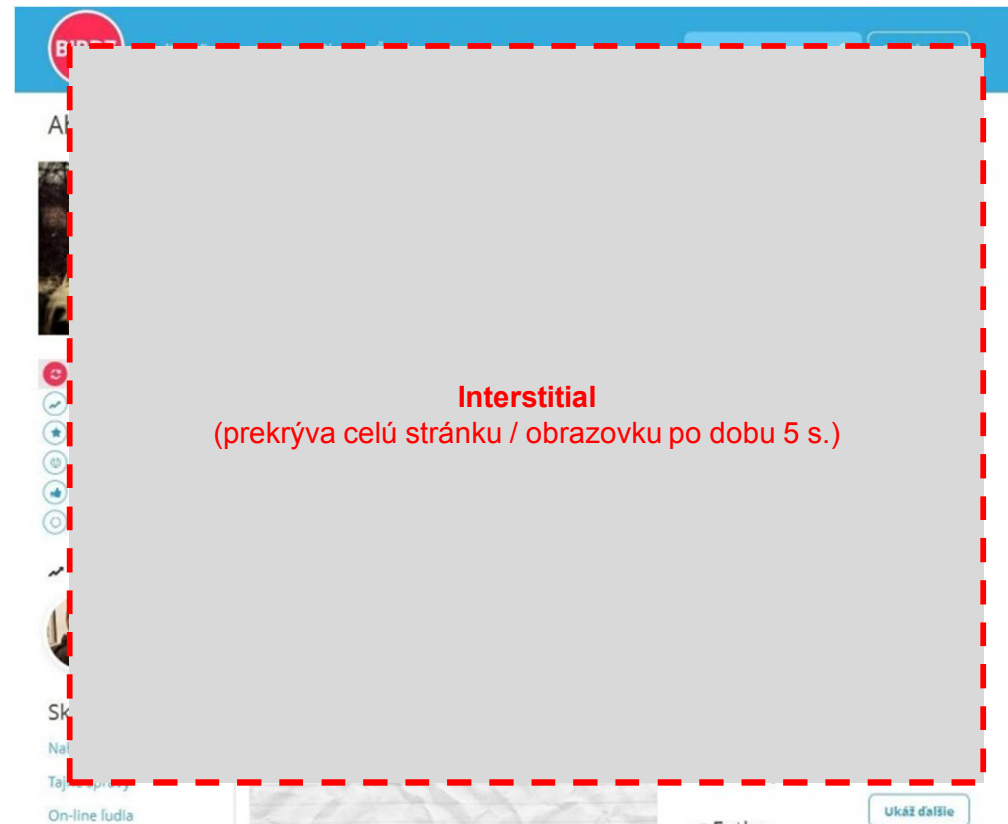 Interstitial
(prekrýva celú stránku / obrazovku po dobu 5 s.)
On-line ľudia
Ukáž ďalšie